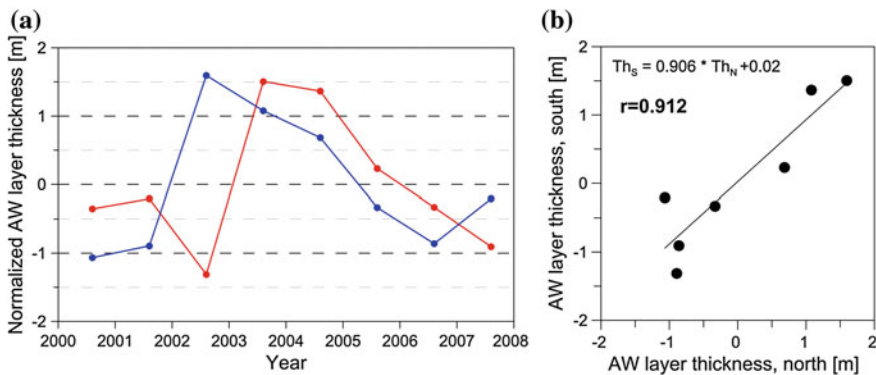 (a)
Normalized AW layer thickness [m]
2
1
0
-1
-2
2000 2001 2002 2003 2004 2005 2006 2007 2008
Year
(b)
AW layer thickness, south [m]
2
1
0
-1
-2
Th_S = 0.906 * Th_N +0.02
r=0.912
-2 -1 0 1 2
AW layer thickness, north [m]